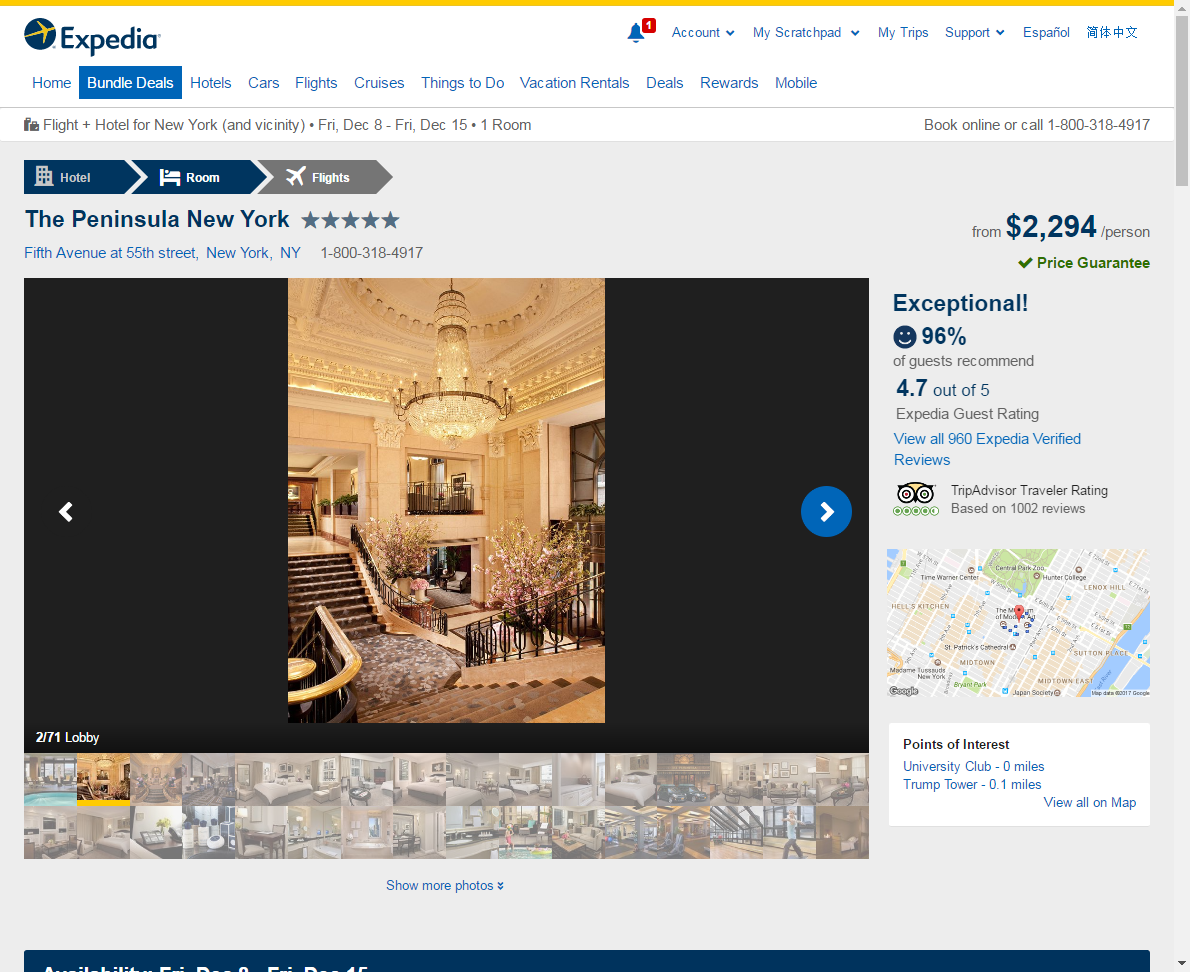 Expedia
1
Account
My Scratchpad
My Trips
Support
Español
简体中文
Home
Bundle Deals
Hotels
Cars
Flights
Cruises
Things to Do
Vacation Rentals
Deals
Rewards
Mobile
Flight + Hotel for New York (and vicinity) • Fri, Dec 8 - Fri, Dec 15 • 1 Room
Book online or call 1-800-318-4917
Hotel
Room
Flights
The Peninsula New York
from $2,294 /person
Fifth Avenue at 55th street, New York, NY 1-800-318-4917
Price Guarantee
Exceptional!
96%
of guests recommend
4.7 out of 5
Expedia Guest Rating
View all 960 Expedia Verified
Reviews
TripAdvisor Traveler Rating
Based on 1002 reviews
Central Park Zoo
Time Warner Center
Hunter College
LENOX HILL
HELL'S KITCHEN
St. Patrick's Cathedral
SUTTON PLACE
MIDTOWN
Madame Tussauds
New York
Bryant Park
MIDTOWN EAST
Japan Society
Google
Map data ©2017 Google
2/71 Lobby
Points of Interest
University Club - 0 miles
Trump Tower - 0.1 miles
View all on Map
Show more photos
Availability: Fri, Dec 8 - Fri, Dec 15